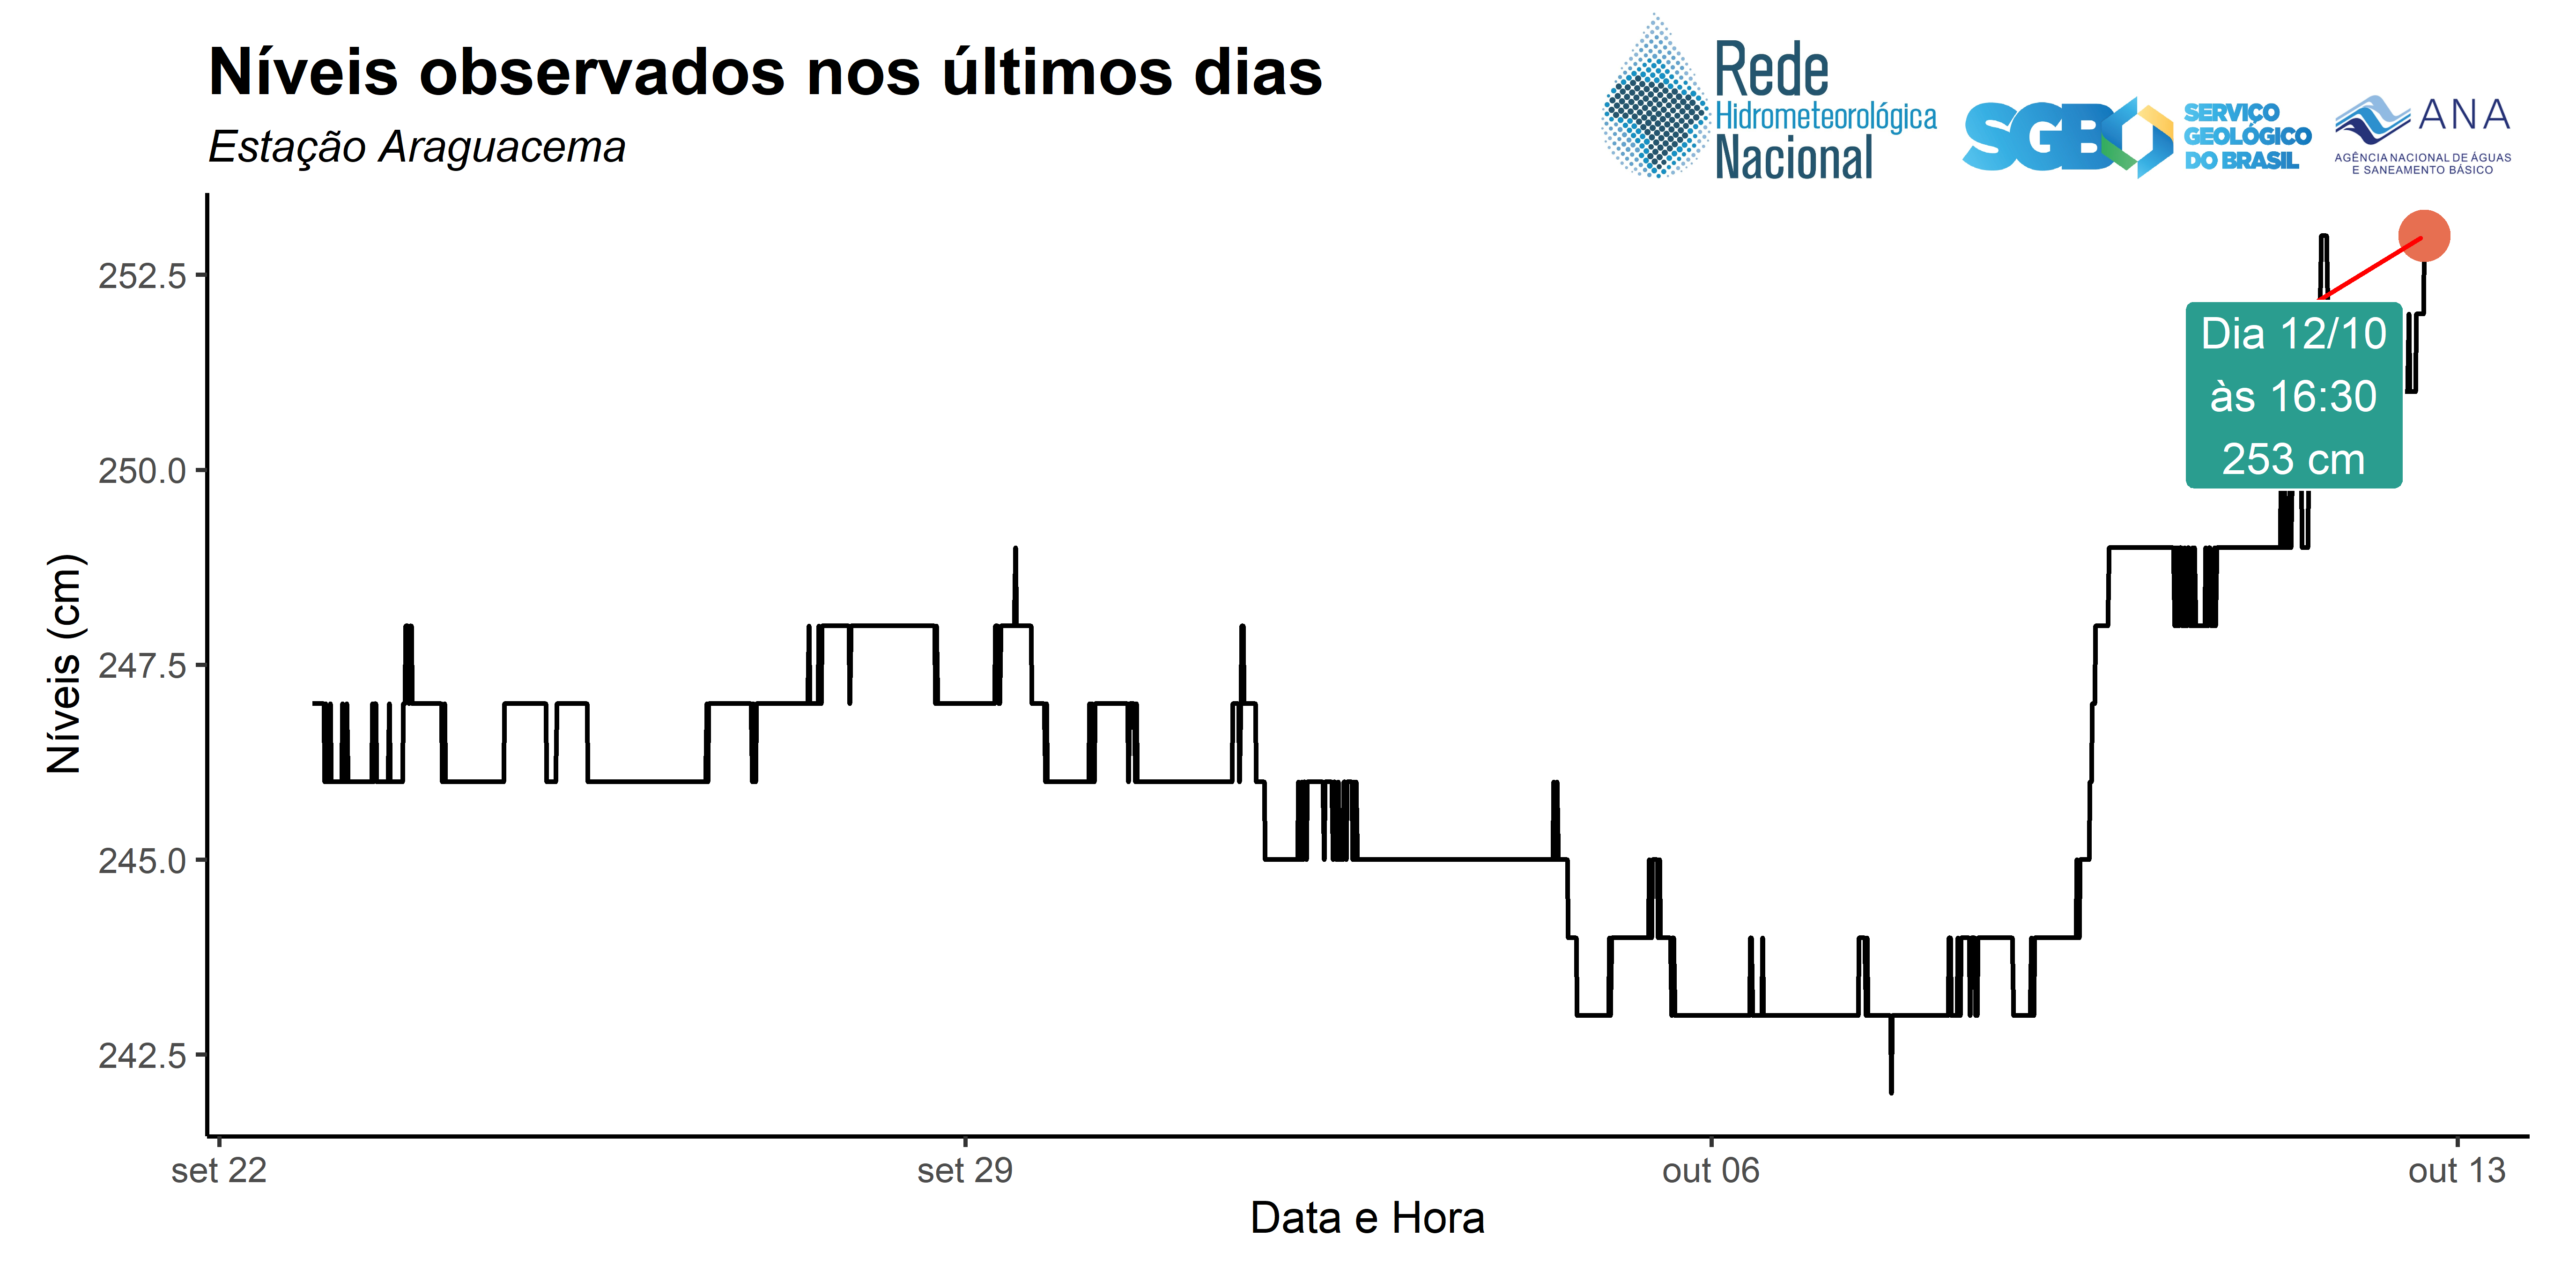 Níveis observados nos últimos dias
Estação Araguacema
Rede
Hidrometeorológica
Nacional
SGB
SERVIÇO
GEOLÓGICO
DO BRASIL
ANA
AGÊNCIA NACIONAL DE ÁGUAS
E SANEAMENTO BÁSICO
Níveis (cm)
252.5
250.0
247.5
245.0
242.5
Dia 12/10
às 16:30
253 cm
set 22
set 29
out 06
out 13
Data e Hora